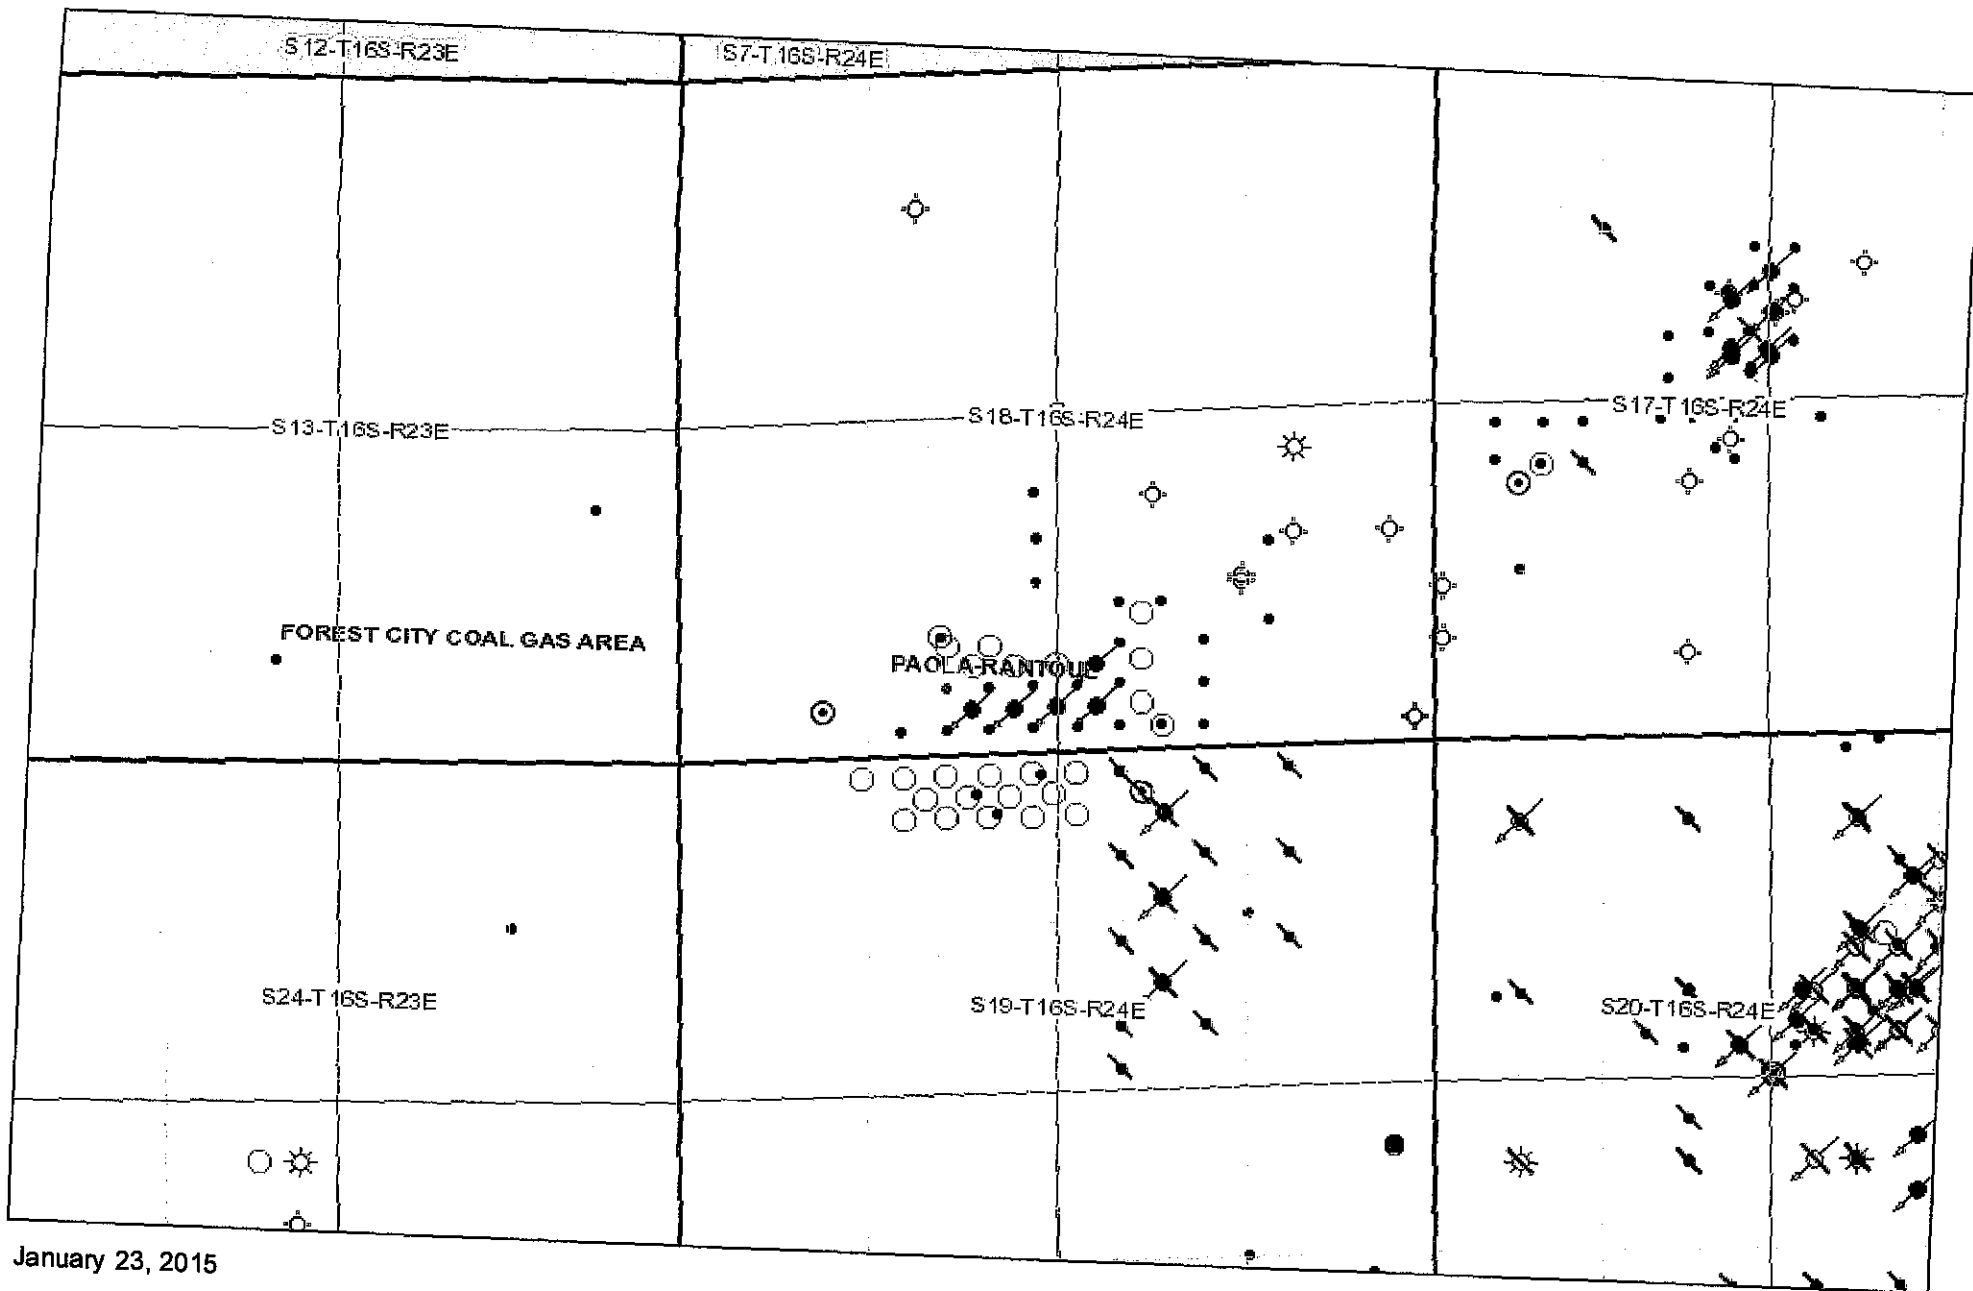 S12-T16S-R23E
S7-T16S-R24E
S13-T16S-R23E
S18-T16S-R24E
S17-T16S-R24E
FOREST CITY COAL GAS AREA
PAOLA-RANTOUL
S24-T16S-R23E
S19-T16S-R24E
S20-T16S-R24E
January 23, 2015